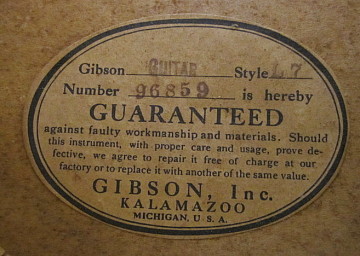 Gibson GUITAR Style L 7
Number 96859 is hereby
GUARANTEED
against faulty workmanship and materials. Should
this instrument, with proper care and usage, prove de-
fective, we agree to repair it free of charge at our
factory or to replace it with another of the same value.
GIBSON, Inc.
KALAMAZOO
MICHIGAN, U. S. A.